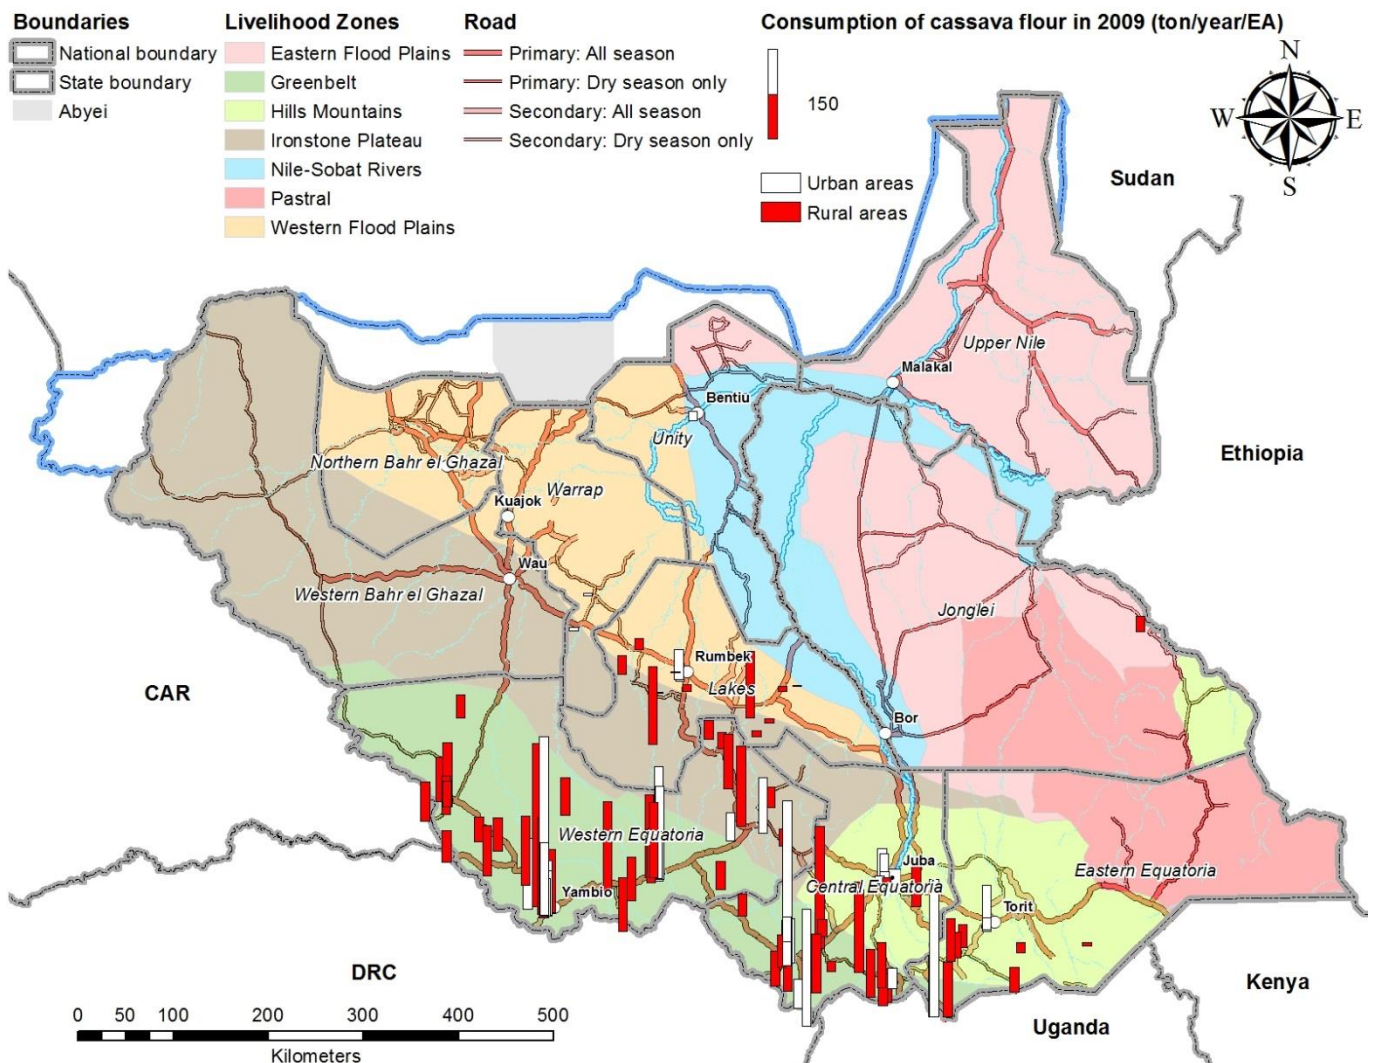 Boundaries
National boundary
State boundary
Abyei
Livelihood Zones
Eastern Flood Plains
Greenbelt
Hills Mountains
Ironstone Plateau
Nile-Sobat Rivers
Pastral
Western Flood Plains
Road
Primary: All season
Primary: Dry season only
Secondary: All season
Secondary: Dry season only
Consumption of cassava flour in 2009 (ton/year/EA)
150
Urban areas
Rural areas
N
W E
S
Sudan
Upper Nile
Malakal
Bentiu
Unity
Ethiopia
Northern Bahr el Ghazal
Warrap
Kuajok
Wau
Western Bahr el Ghazal
Jonglei
Rumbek
Lakes
CAR
Bor
Western Equatoria
Juba
Central Equatoria
Eastern Equatoria
Yambio
Torit
DRC
Kenya
Uganda
0 50 100 200 300 400 500
Kilometers